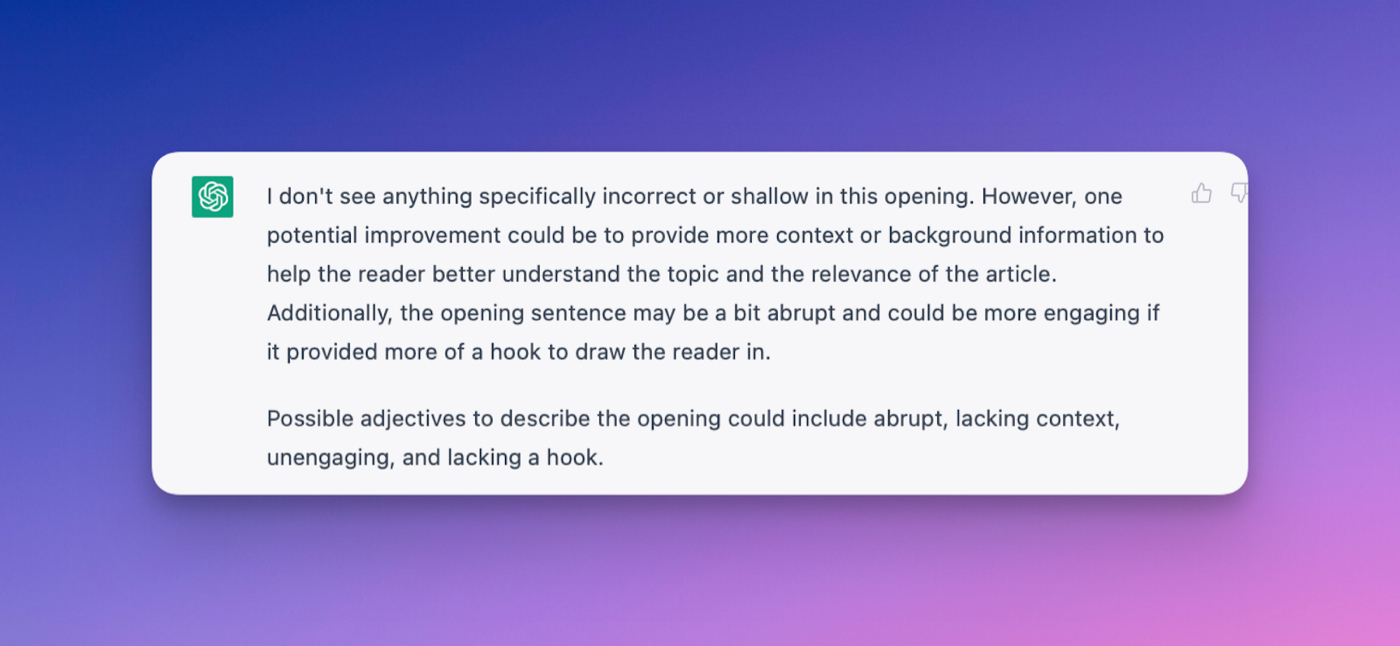 I don't see anything specifically incorrect or shallow in this opening. However, one
potential improvement could be to provide more context or background information to
help the reader better understand the topic and the relevance of the article.
Additionally, the opening sentence may be a bit abrupt and could be more engaging if
it provided more of a hook to draw the reader in.
Possible adjectives to describe the opening could include abrupt, lacking context,
unengaging, and lacking a hook.